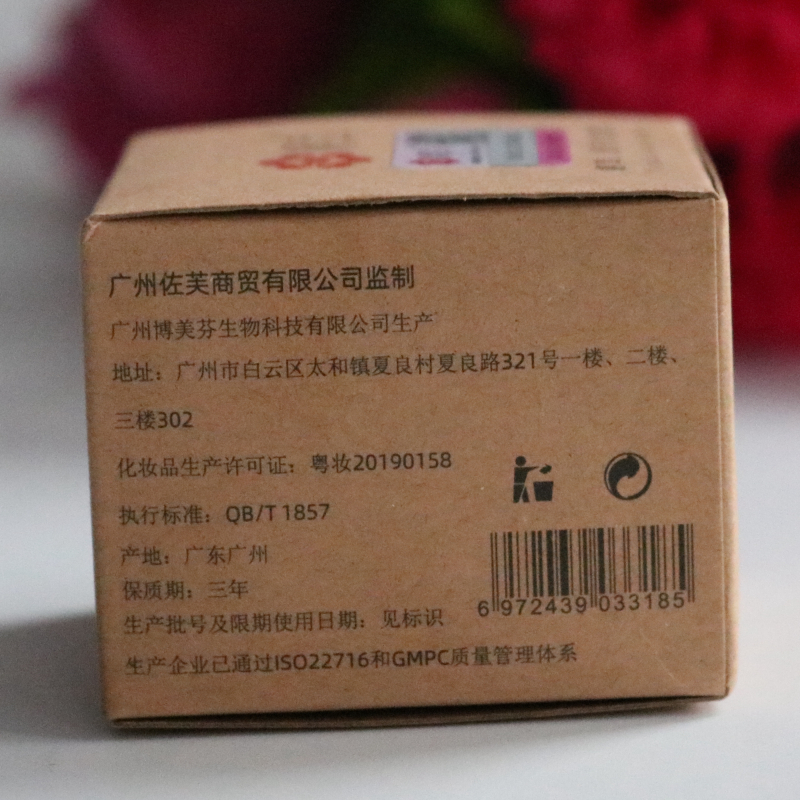 广州佐芙商贸有限公司监制
广州博美芬生物科技有限公司生产
地址：广州市白云区太和镇夏良村夏良路321号一楼、二楼、
三楼302
化妆品生产许可证：粤妆20190158
执行标准：QB/T 1857
产地：广东广州
保质期：三年
生产批号及限期使用日期：见标识
生产企业已通过ISO22716和GMPC质量管理体系
6 972439 033185